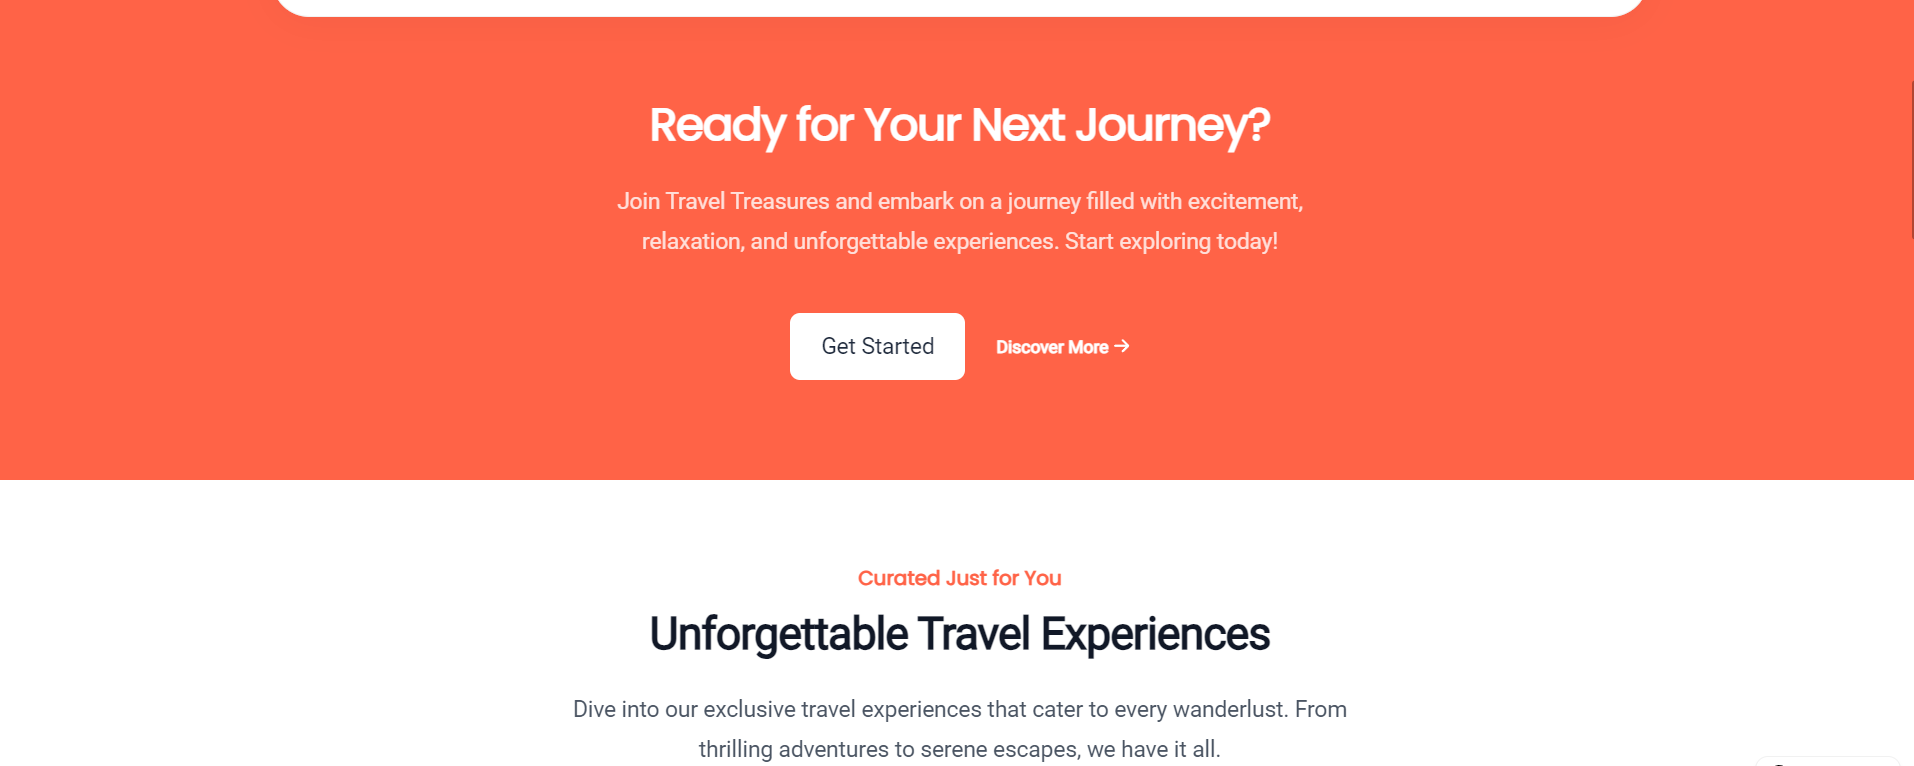 Ready for Your Next Journey?
Join Travel Treasures and embark on a journey filled with excitement,
relaxation, and unforgettable experiences. Start exploring today!
Get Started
Discover More →
Curated Just for You
Unforgettable Travel Experiences
Dive into our exclusive travel experiences that cater to every wanderlust. From
thrilling adventures to serene escapes, we have it all.